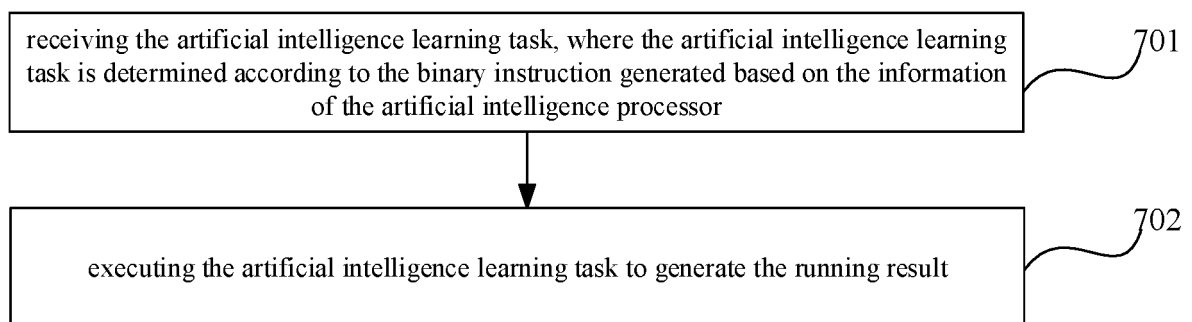 receiving the artificial intelligence learning task, where the artificial intelligence learning
task is determined according to the binary instruction generated based on the information
of the artificial intelligence processor
701
executing the artificial intelligence learning task to generate the running result
702